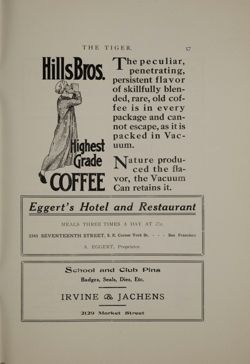 THE TIGER. 57
Hills Bros.
Highest
Grade
COFFEE
The peculiar,
penetrating,
persistent flavor
of skillfully blen-
ded, rare, old cof-
fee is in every
package and can-
not escape, as it is
packed in Vac-
uum.
Nature produ-
ced the fla-
vor, the Vacuum
Can retains it.
Eggert's Hotel and Restaurant
MEALS THREE TIMES A DAY AT
SEVENTEENTH STREET, S. E. Corner York St. - - - San Francisco
A. EGGERT, Proprietor
School and Club Pins
Badges, Seals, Dies, Etc.
IRVINE & JACHENS
2129 Market Street